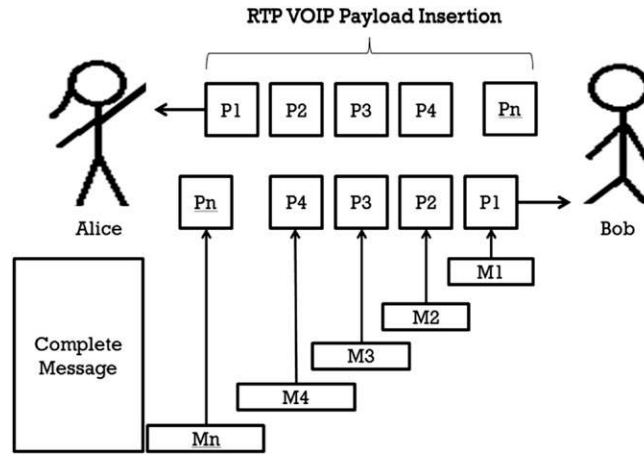 RTP VOIP Payload Insertion
P1 P2 P3 P4 Pn
Pn P4 P3 P2 P1
Alice
Bob
M1
M2
Complete
Message
M3
M4
Mn